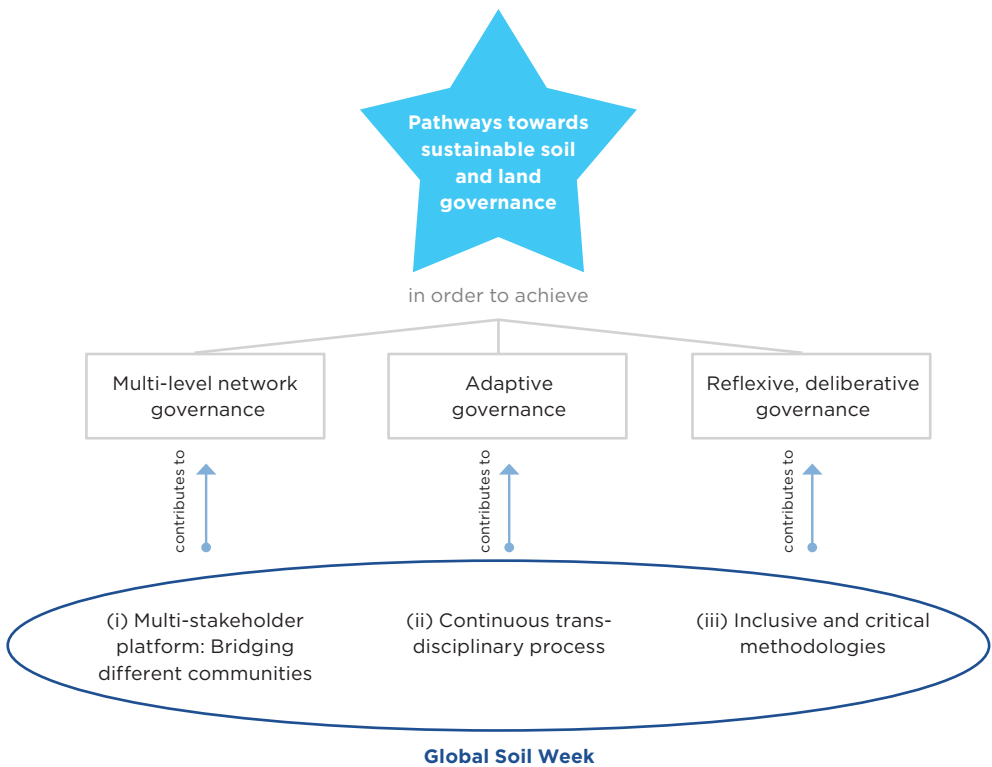 Pathways towards
sustainable soil
and land
governance
in order to achieve
Multi-level network
governance
Adaptive
governance
Reflexive, deliberative
governance
contributes to
contributes to
contributes to
(i) Multi-stakeholder
platform: Bridging
different communities
(ii) Continuous trans-
disciplinary process
(iii) Inclusive and critical
methodologies
Global Soil Week